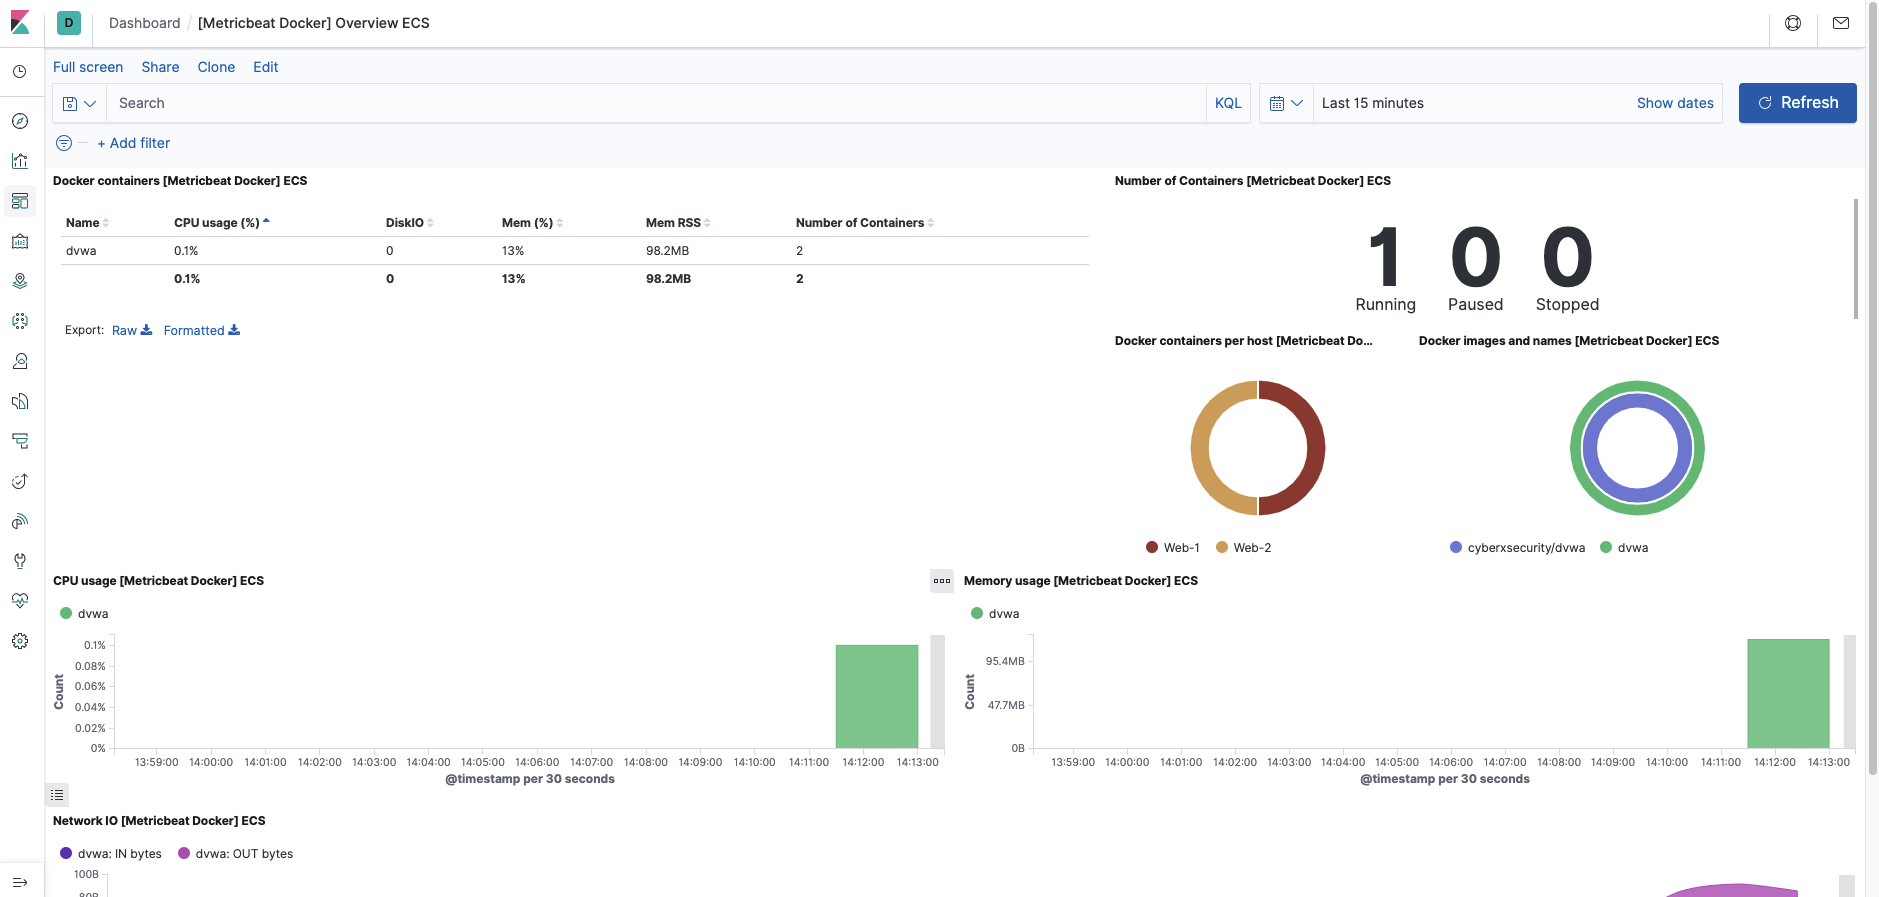 D Dashboard / [Metricbeat Docker] Overview ECS
Full screen Share Clone Edit
Search KQL Last 15 minutes Show dates Refresh
+ Add filter
Docker containers [Metricbeat Docker] ECS
Name CPU usage (%) DiskIO Mem (%) Mem RSS Number of Containers
dvwa 0.1% 0 13% 98.2MB 2
0.1% 0 13% 98.2MB 2
Export: Raw Formatted
Number of Containers [Metricbeat Docker] ECS
1 0 0
Running Paused Stopped
Docker containers per host [Metricbeat Do...
Web-1 Web-2
Docker images and names [Metricbeat Docker] ECS
cyberxsecurity/dvwa dvwa
CPU usage [Metricbeat Docker] ECS
dvwa
0.1%
0.08%
0.06%
0.04%
0.02%
0%
Count
13:59:00 14:00:00 14:01:00 14:02:00 14:03:00 14:04:00 14:05:00 14:06:00 14:07:00 14:08:00 14:09:00 14:10:00 14:11:00 14:12:00 14:13:00
@timestamp per 30 seconds
Memory usage [Metricbeat Docker] ECS
dvwa
95.4MB
47.7MB
0B
Count
13:59:00 14:00:00 14:01:00 14:02:00 14:03:00 14:04:00 14:05:00 14:06:00 14:07:00 14:08:00 14:09:00 14:10:00 14:11:00 14:12:00 14:13:00
@timestamp per 30 seconds
Network IO [Metricbeat Docker] ECS
dvwa: IN bytes dvwa: OUT bytes
100B
80B